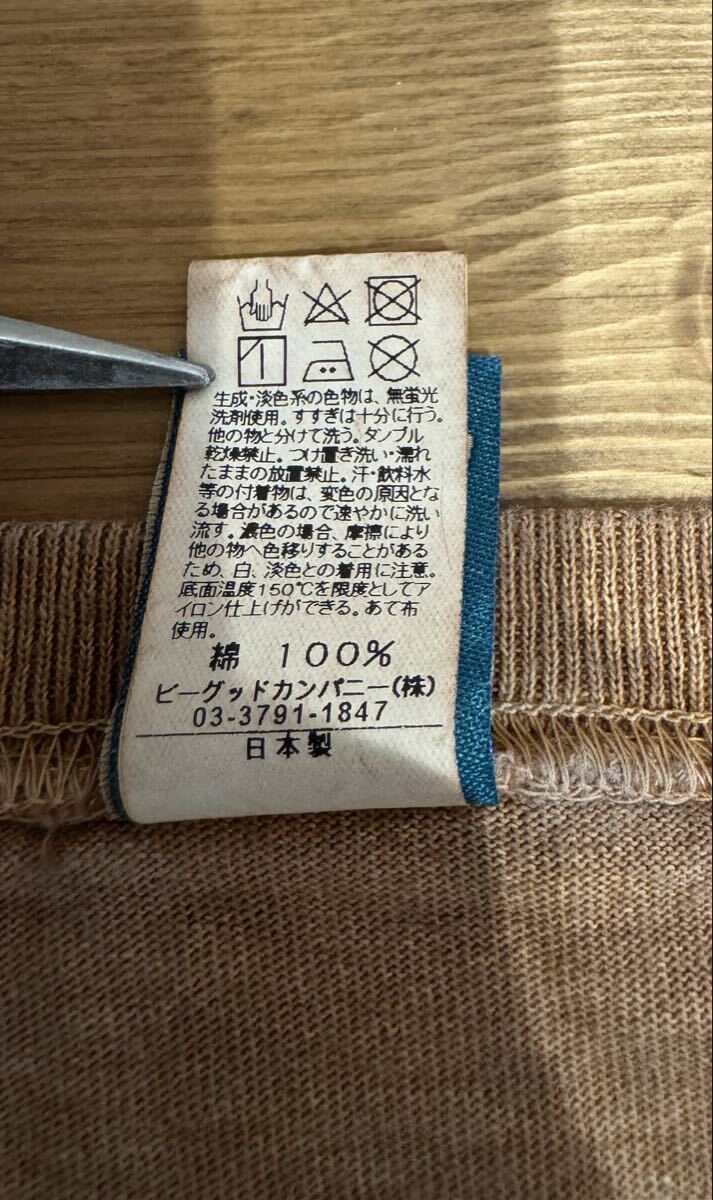 生成・淡色系の色物は、無蛍光
洗剤使用。すすぎは十分に行う。
他の物と分けて洗う。タンブル
乾燥禁止。つけ置き洗い・濡れ
たままの放置禁止。汗・飲料水
等の付着物は、変色の原因とな
る場合があるので速やかに洗い
流す。濃色の場合、摩擦により
他の物へ色移りすることがある
ため、白、淡色との着用に注意。
底面温度150℃を限度としてア
イロン仕上げができる。あて布
使用。
綿 100%
ビーグッドカンパニー(株)
03-3791-1847
日本製